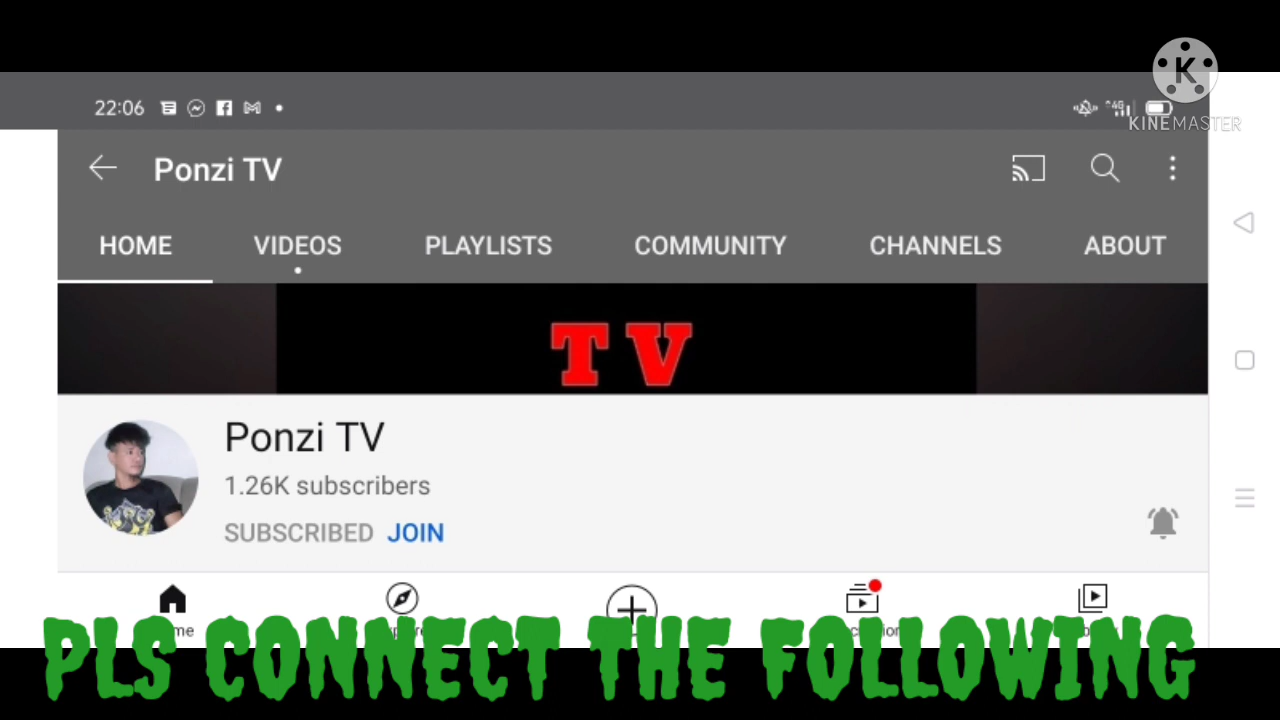 22:06
4G
KINEMASTER
Ponzi TV
HOME VIDEOS PLAYLISTS COMMUNITY CHANNELS ABOUT
TV
Ponzi TV
1.26K subscribers
SUBSCRIBED JOIN
PLS CONNECT THE FOLLOWING